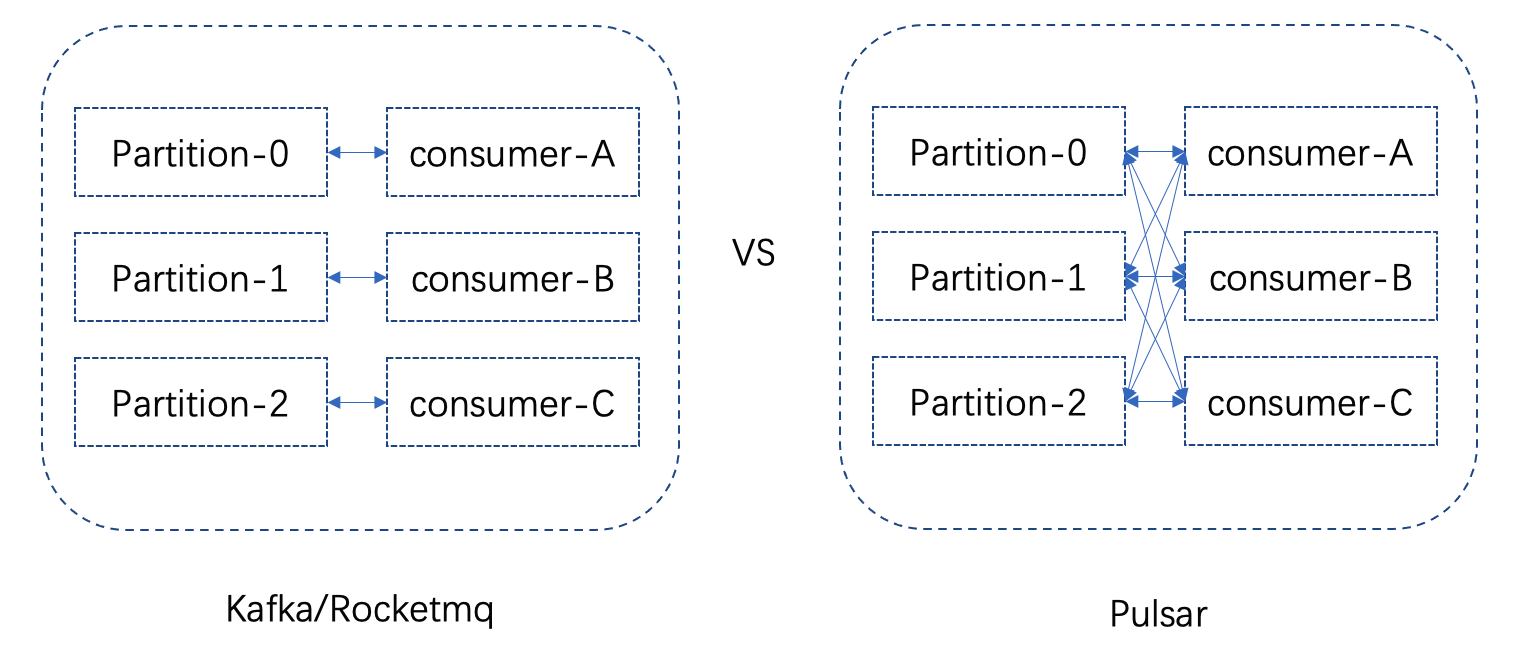 Partition-0
consumer-A
Partition-1
consumer-B
Partition-2
consumer-C
Kafka/Rocketmq
VS
Partition-0
consumer-A
Partition-1
consumer-B
Partition-2
consumer-C
Pulsar